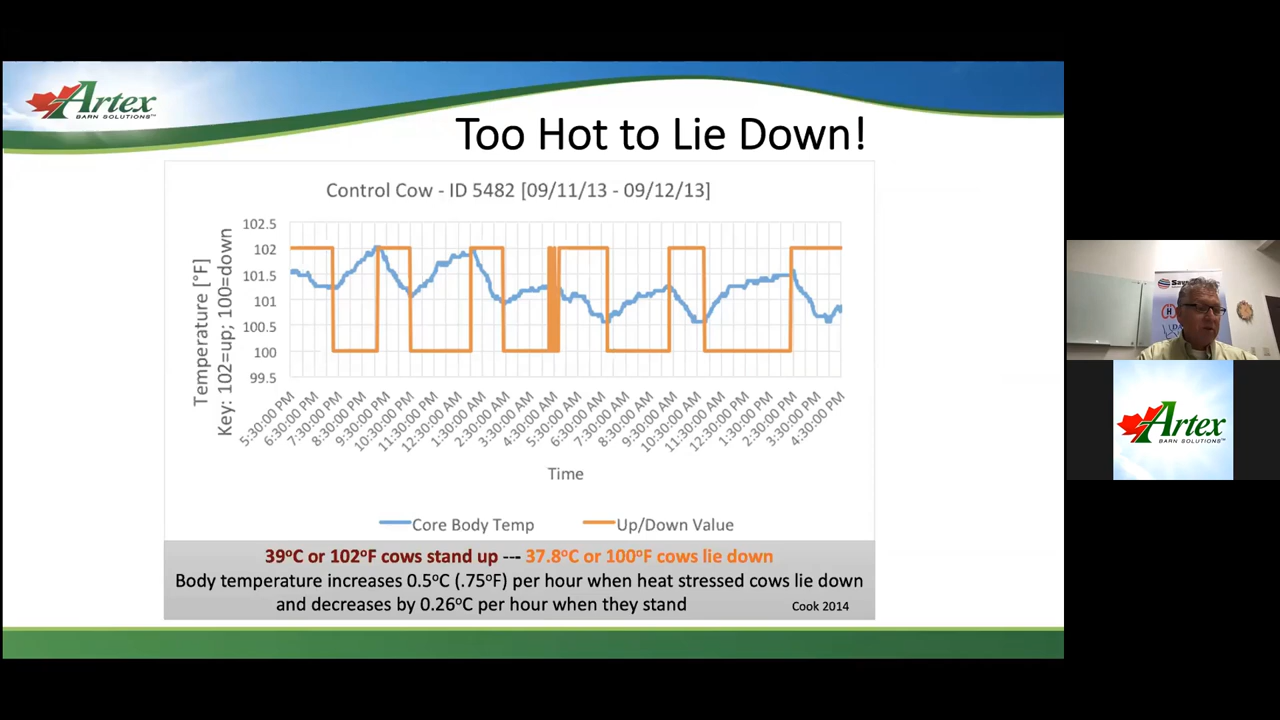 Artex
BARN SOLUTIONS™
Too Hot to Lie Down!
Control Cow - ID 5482 [09/11/13 - 09/12/13]
Temperature [°F]
Key: 102=up; 100=down
102.5
102
101.5
101
100.5
100
99.5
5:30:00 PM
6:30:00 PM
7:30:00 PM
8:30:00 PM
9:30:00 PM
10:30:00 PM
11:30:00 PM
12:30:00 AM
1:30:00 AM
2:30:00 AM
3:30:00 AM
4:30:00 AM
5:30:00 AM
6:30:00 AM
7:30:00 AM
8:30:00 AM
9:30:00 AM
10:30:00 AM
11:30:00 AM
12:30:00 PM
1:30:00 PM
2:30:00 PM
3:30:00 PM
4:30:00 PM
Time
Core Body Temp
Up/Down Value
39°C or 102°F cows stand up --- 37.8°C or 100°F cows lie down
Body temperature increases 0.5°C (.75°F) per hour when heat stressed cows lie down
and decreases by 0.26°C per hour when they stand
Cook 2014
Artex
BARN SOLUTIONS™